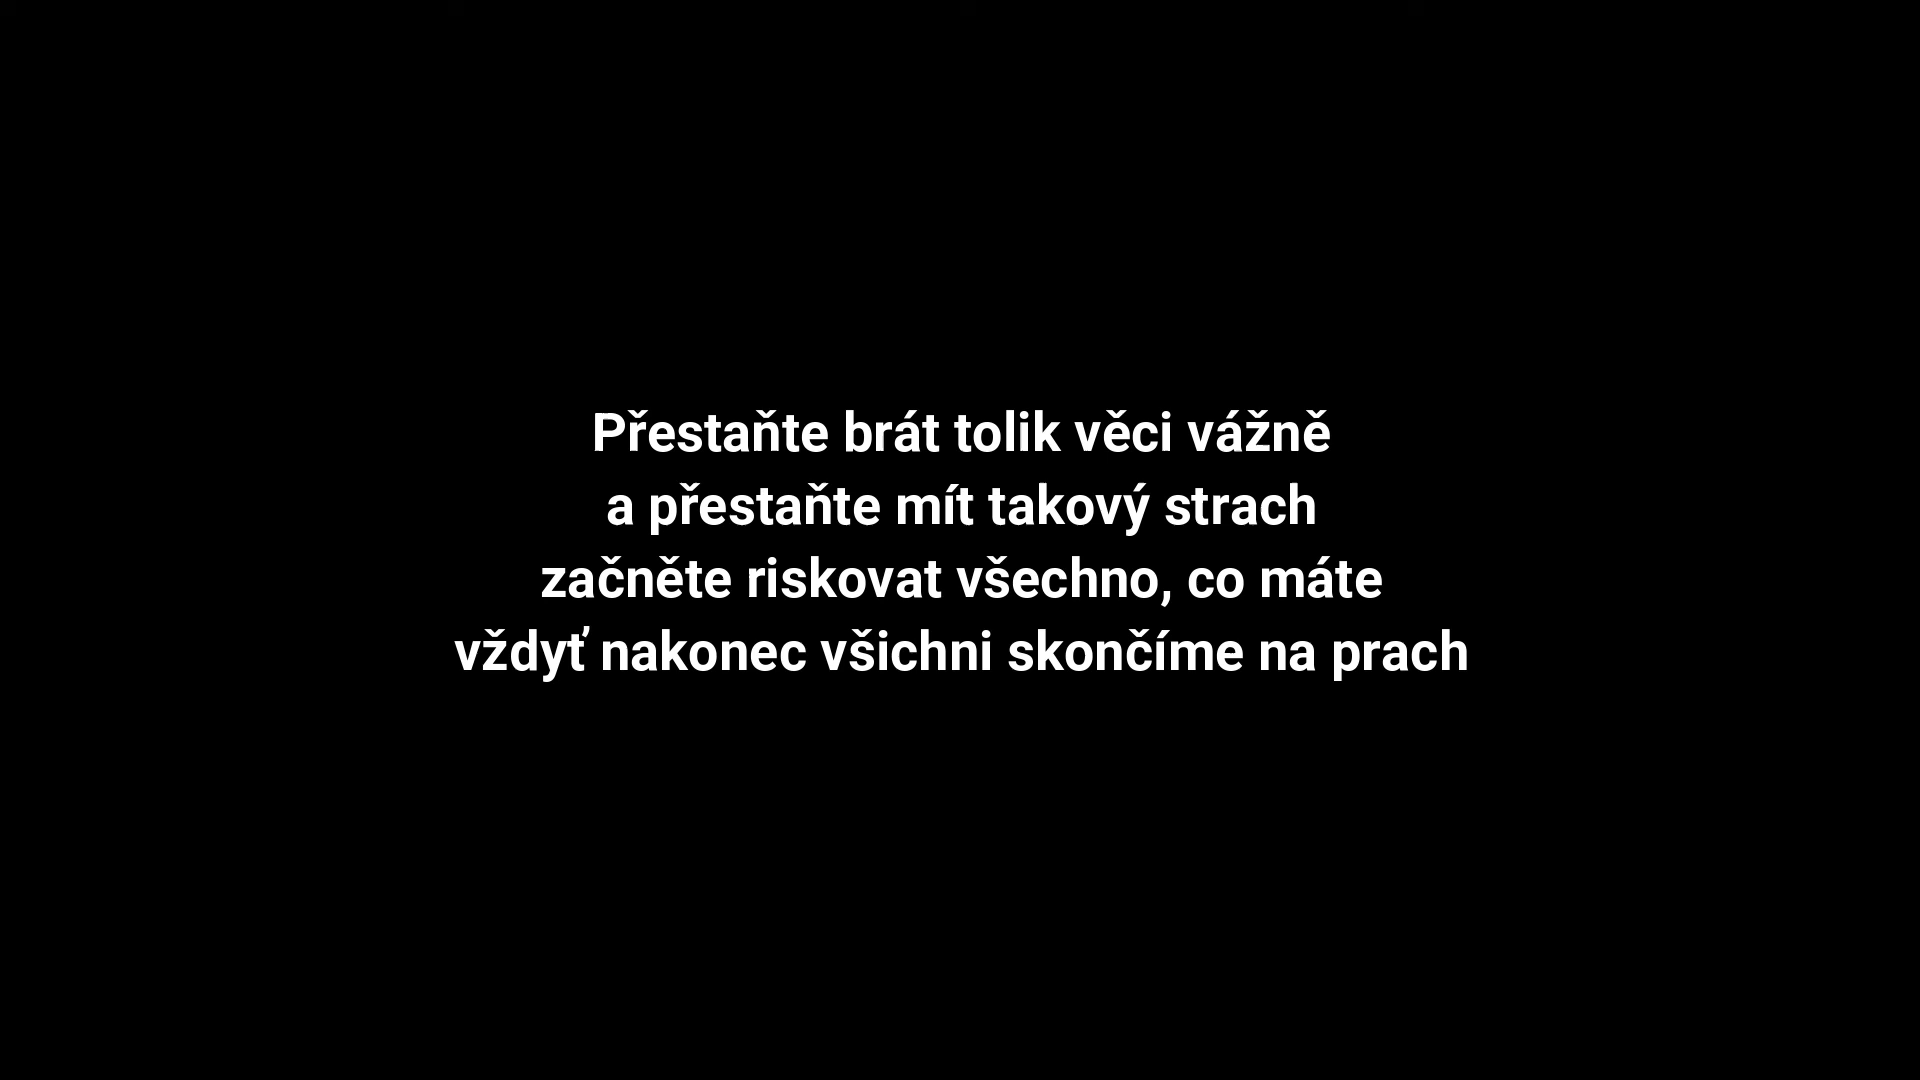 Přestaňte brát tolik věci vážně
a přestaňte mít takový strach
začněte riskovat všechno, co máte
vždyť nakonec všichni skončíme na prach